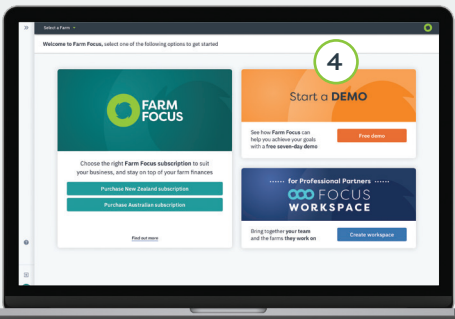 Select a Farm
Welcome to Farm Focus, select one of the following options to get started
4
FARM
FOCUS
Choose the right Farm Focus subscription to suit
your business, and stay on top of your farm finances
Purchase New Zealand subscription
Purchase Australian subscription
Find out more
Start a DEMO
See how Farm Focus can
help you achieve your goals
with a free seven-day demo
Free demo
for Professional Partners
FOCUS
WORKSPACE
Bring together your team
and the farms they work on
Create workspace